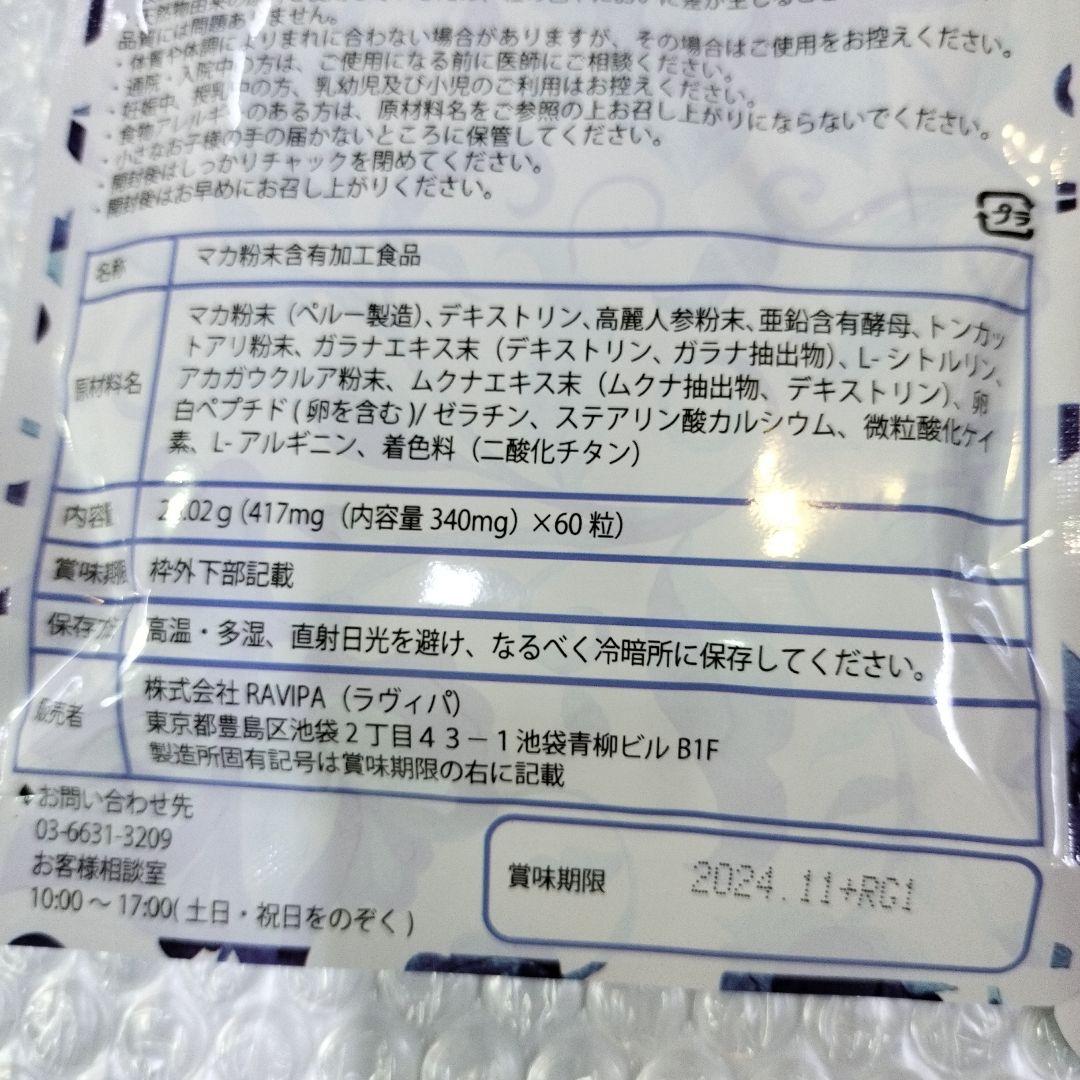 品質には問題ありません。
・体質や体調によりまれに合わない場合がありますが、その場合はご使用をお控えください。
・通院・入院中の方は、ご使用になる前に医師にご相談ください。
・妊娠中、授乳中の方、乳幼児及び小児のご利用はお控えください。
・食物アレルギーのある方は、原材料名をご参照の上お召し上がりにならないでください。
・小さなお子様の手の届かないところに保管してください。
・開封後はしっかりチャックを閉めてください。
・開封後はお早めにお召し上がりください。
プラ
名称 マカ粉末含有加工食品
原材料名 マカ粉末（ペルー製造）、デキストリン、高麗人参粉末、亜鉛含有酵母、トンカッ
トアリ粉末、ガラナエキス末（デキストリン、ガラナ抽出物）、L-シトルリン、
アカガウクルア粉末、ムクナエキス末（ムクナ抽出物、デキストリン）、卵
白ペプチド(卵を含む)/ゼラチン、ステアリン酸カルシウム、微粒酸化ケイ
素、L-アルギニン、着色料（二酸化チタン）
内容量 .02g（417mg（内容量340mg）×60粒）
賞味期限 枠外下部記載
保存方法 高温・多湿、直射日光を避け、なるべく冷暗所に保存してください。
販売者 株式会社RAVIPA（ラヴィパ）
東京都豊島区池袋2丁目43－1池袋青柳ビルB1F
製造所固有記号は賞味期限の右に記載
お問い合わせ先
03-6631-3209
お客様相談室
10:00～17:00(土日・祝日をのぞく)
賞味期限 2024.11+RG1